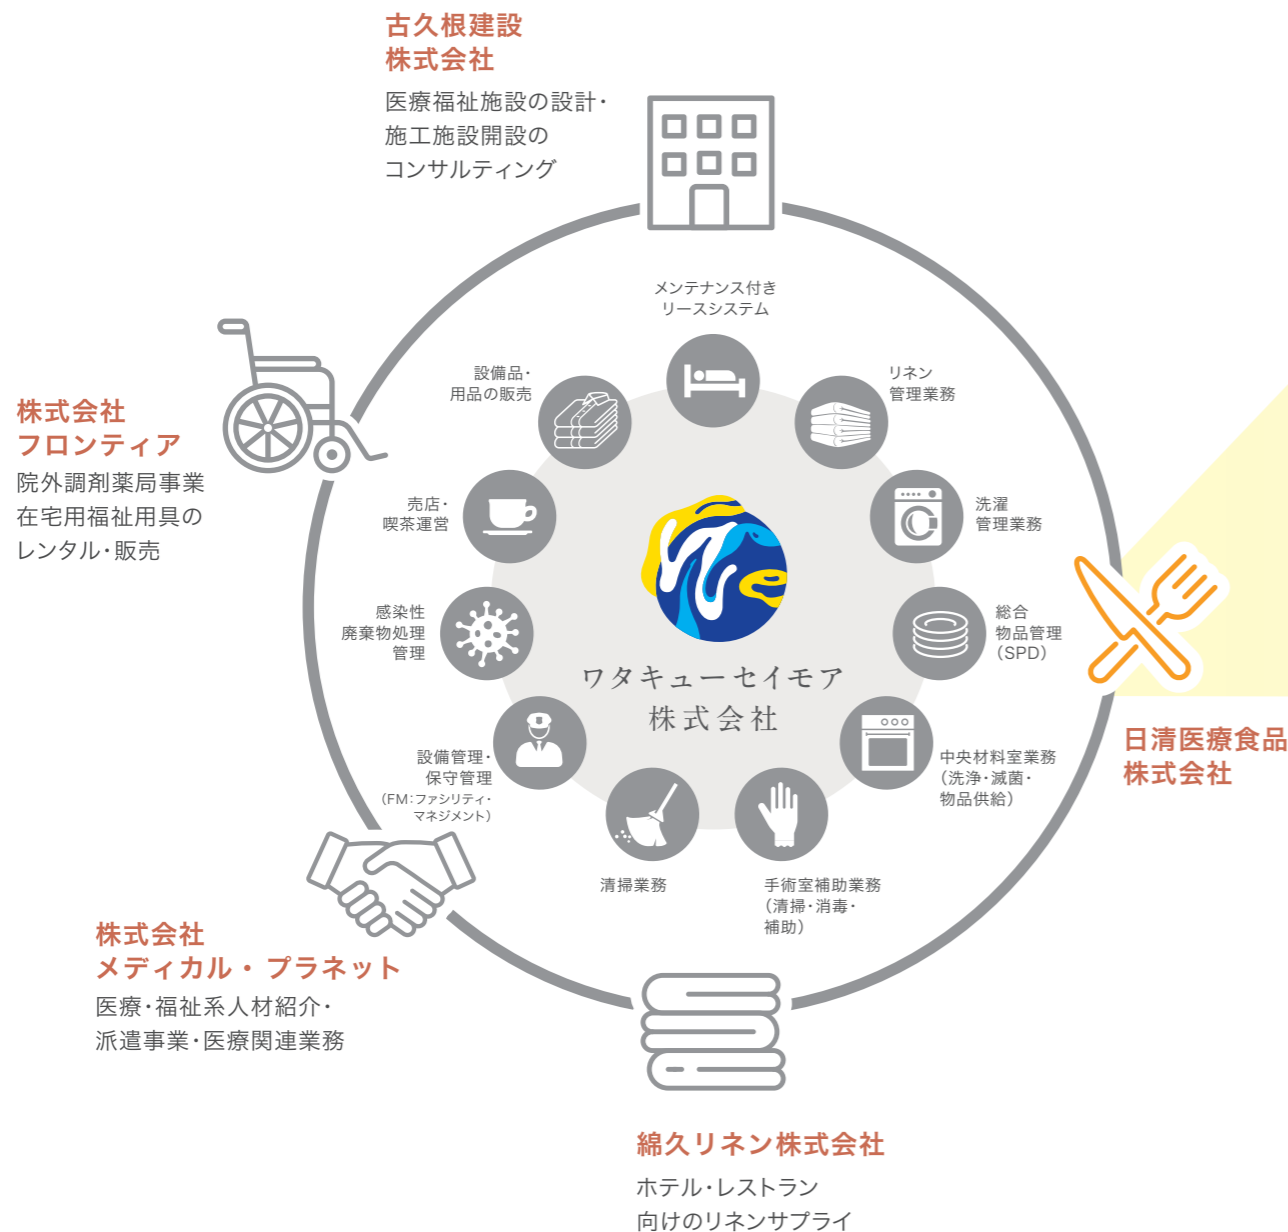 古久根建設
株式会社
医療福祉施設の設計・
施工施設開設の
コンサルティング
メンテナンス付き
リースシステム
設備品・
用品の販売
リネン
管理業務
株式会社
フロンティア
院外調剤薬局事業
在宅用福祉用具の
レンタル・販売
売店・
喫茶運営
洗濯
管理業務
感染性
廃棄物処理
管理
総合
物品管理
（SPD）
ワタキューセイモア
株式会社
日清医療食品
株式会社
設備管理・
保守管理
（FM：ファシリティ・
マネジメント）
中央材料室業務
（洗浄・滅菌・
物品供給）
清掃業務
手術室補助業務
（清掃・消毒・
補助）
株式会社
メディカル・プラネット
医療・福祉系人材紹介・
派遣事業・医療関連業務
綿久リネン株式会社
ホテル・レストラン
向けのリネンサプライ